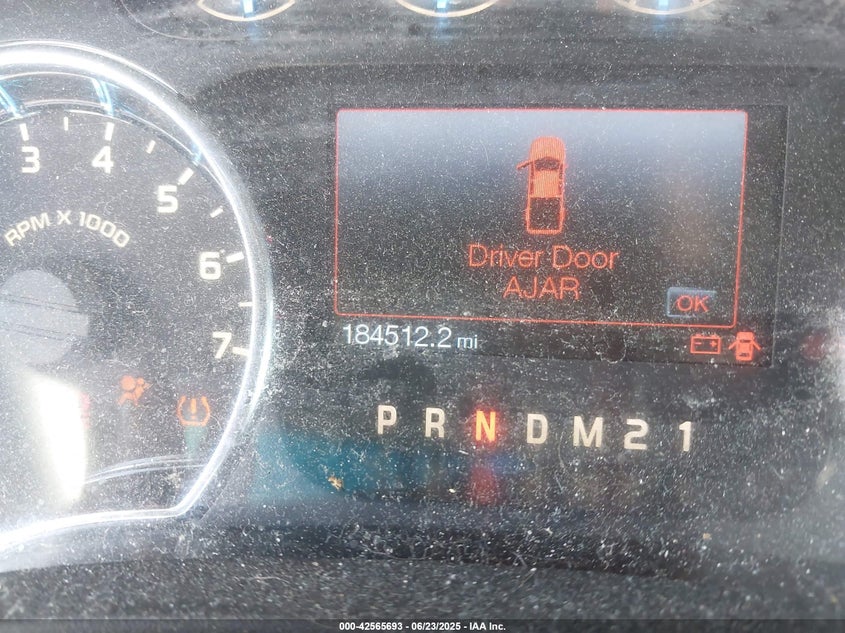 3 4 5 6 7
RPM X 1000
Driver Door
AJAR
OK
184512.2 mi
P R N D M 2 1
000-42565693 - 06/23/2025 - IAA Inc.